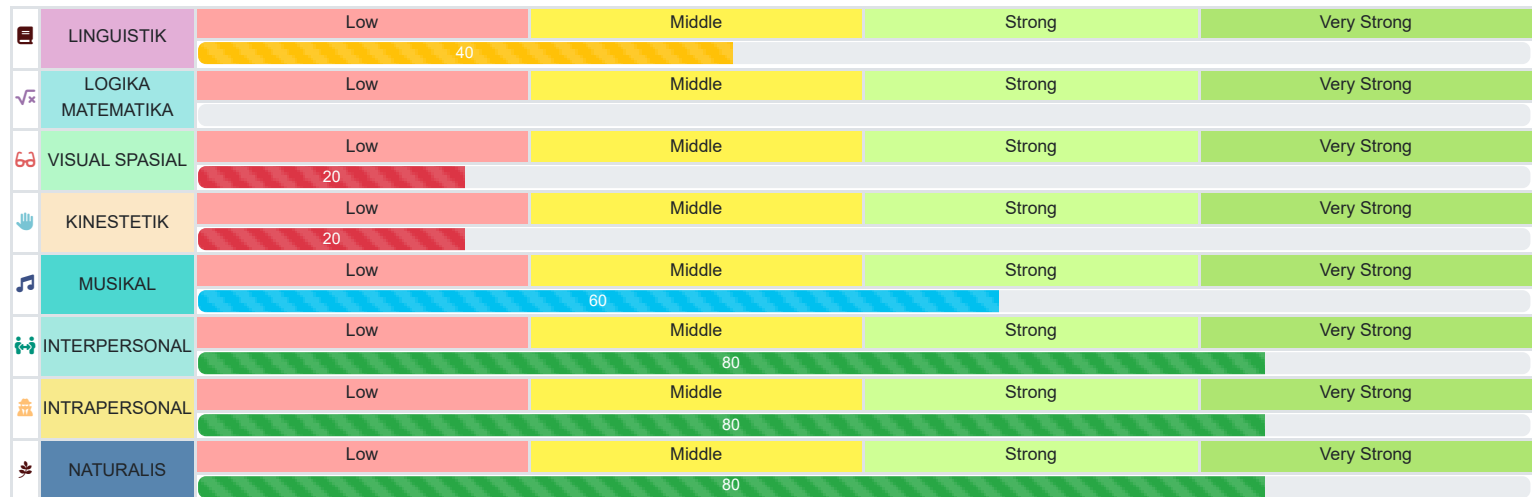 LINGUISTIK
Low Middle Strong Very Strong
40
LOGIKA
MATEMATIKA
Low Middle Strong Very Strong
VISUAL SPASIAL
Low Middle Strong Very Strong
20
KINESTETIK
Low Middle Strong Very Strong
20
MUSIKAL
Low Middle Strong Very Strong
60
INTERPERSONAL
Low Middle Strong Very Strong
80
INTRAPERSONAL
Low Middle Strong Very Strong
80
NATURALIS
Low Middle Strong Very Strong
80